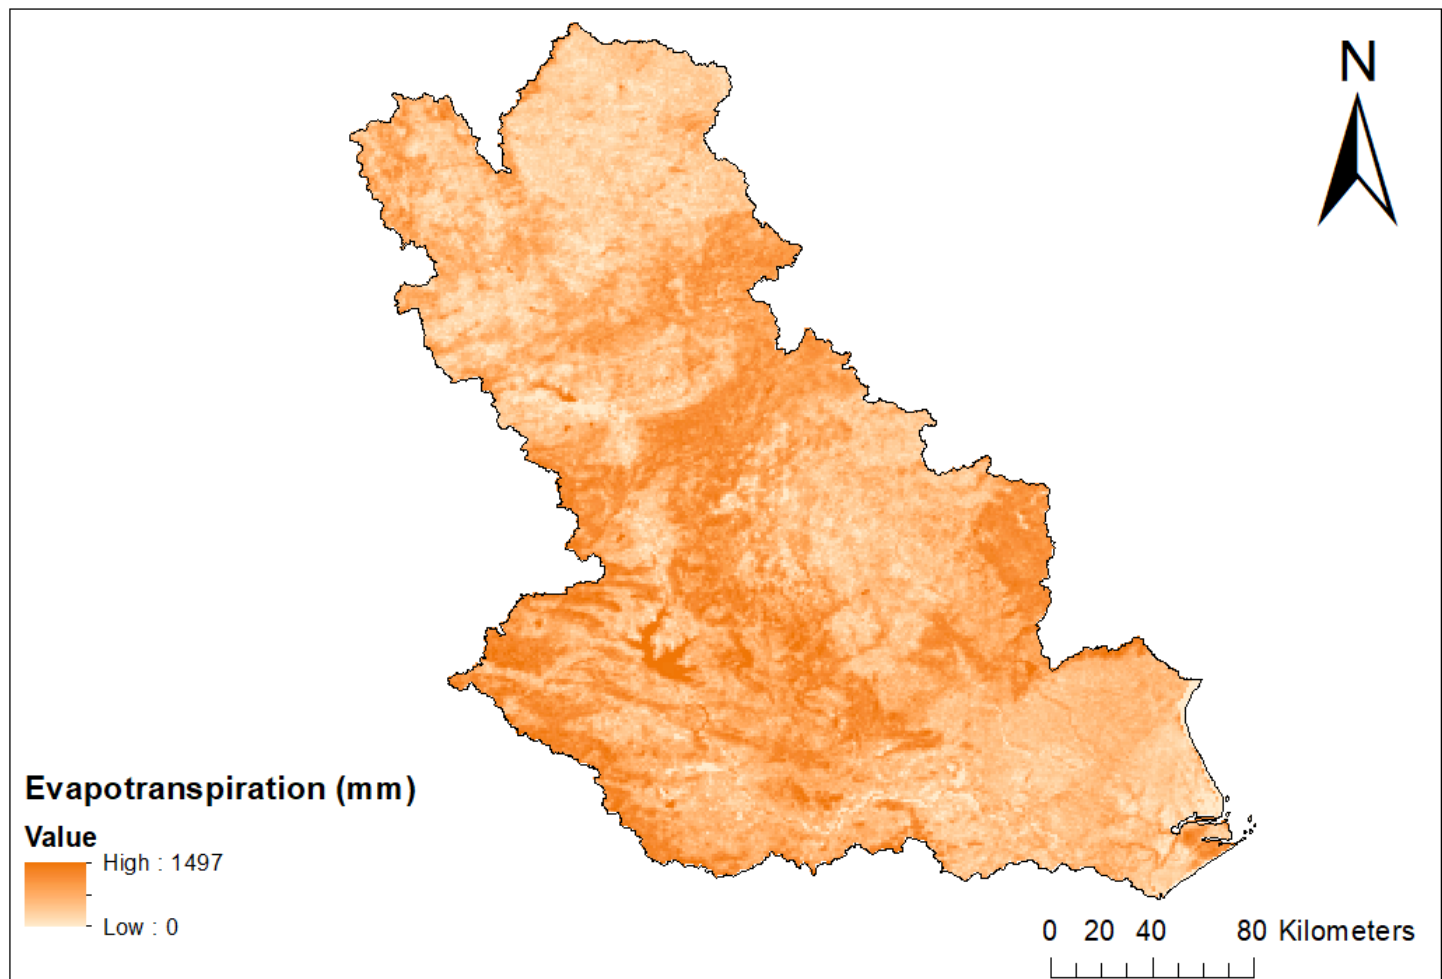 N
Evapotranspiration (mm)
Value
High : 1497
Low : 0
0 20 40 80 Kilometers